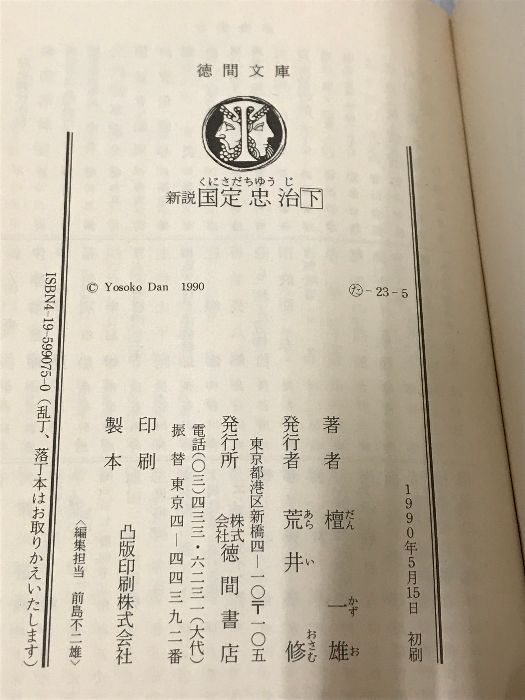 徳間文庫
くにさだちゆうじ
新説 国定忠治 下
© Yosoko Dan 1990
た-23-5
1990年5月15日 初刷
著者 檀一雄
だん かずお
発行者 荒井修
あらい おさむ
東京都港区新橋四―一〇〒一〇五
発行所 株式会社徳間書店
電話(〇三)四三三・六二三一(大代)
振替 東京四―四四三九二番
印刷
製本
凸版印刷株式会社
〈編集担当 前島不二雄〉
ISBN4-19-599075-0(乱丁、落丁本はお取りかえいたします)